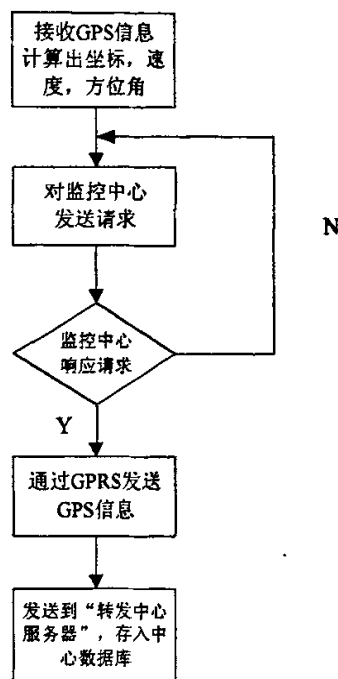 接收GPS信息
计算出坐标，速
度，方位角
对监控中心
发送请求
N
监控中心
响应请求
Y
通过GPRS发送
GPS信息
发送到“转发中心
服务器”，存入中
心数据库